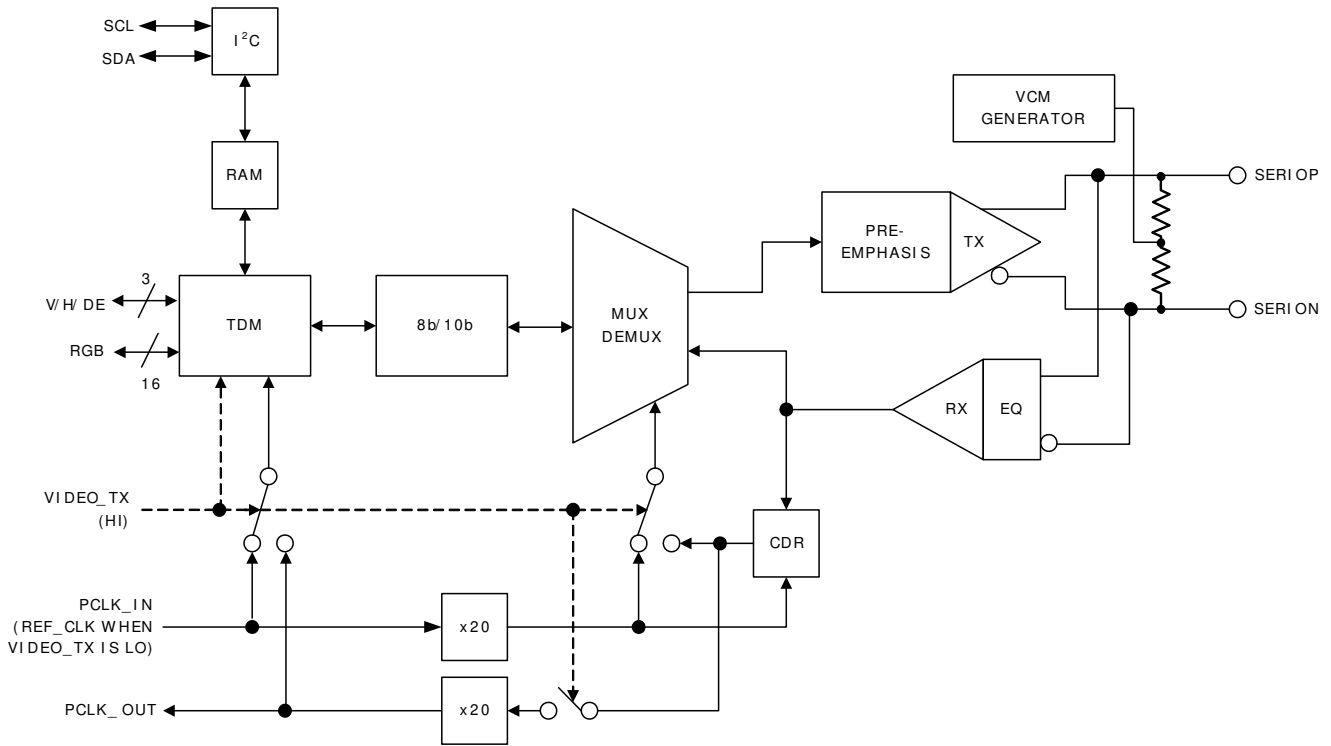 SCL
SDA
I²C
VCM
GENERATOR
RAM
SERIOP
PRE-
EMPHASIS
TX
3
V/H/DE
TDM
8b/10b
MUX
DEMUX
SERION
RGB
16
RX
EQ
VIDEO_TX
(HI)
CDR
PCLK_IN
(REF_CLK WHEN
VIDEO_TX IS LO)
x20
PCLK_OUT
x20